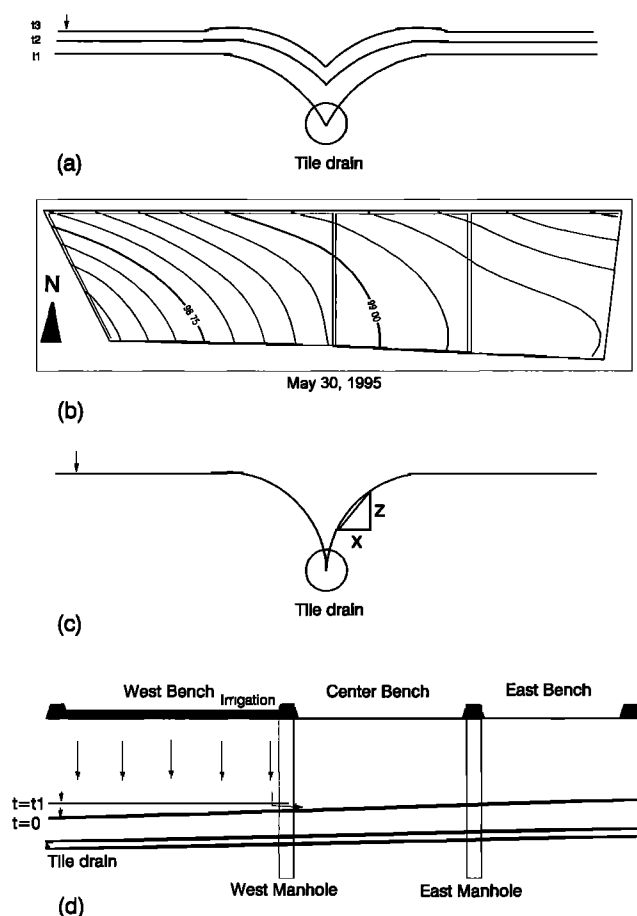 t3
t2
t1
Tile drain
(a)
98 75
99 00
N
May 30, 1995
(b)
Z
X
Tile drain
(c)
West Bench
Irrigation
Center Bench
East Bench
t=t1
t=0
Tile drain
West Manhole
East Manhole
(d)